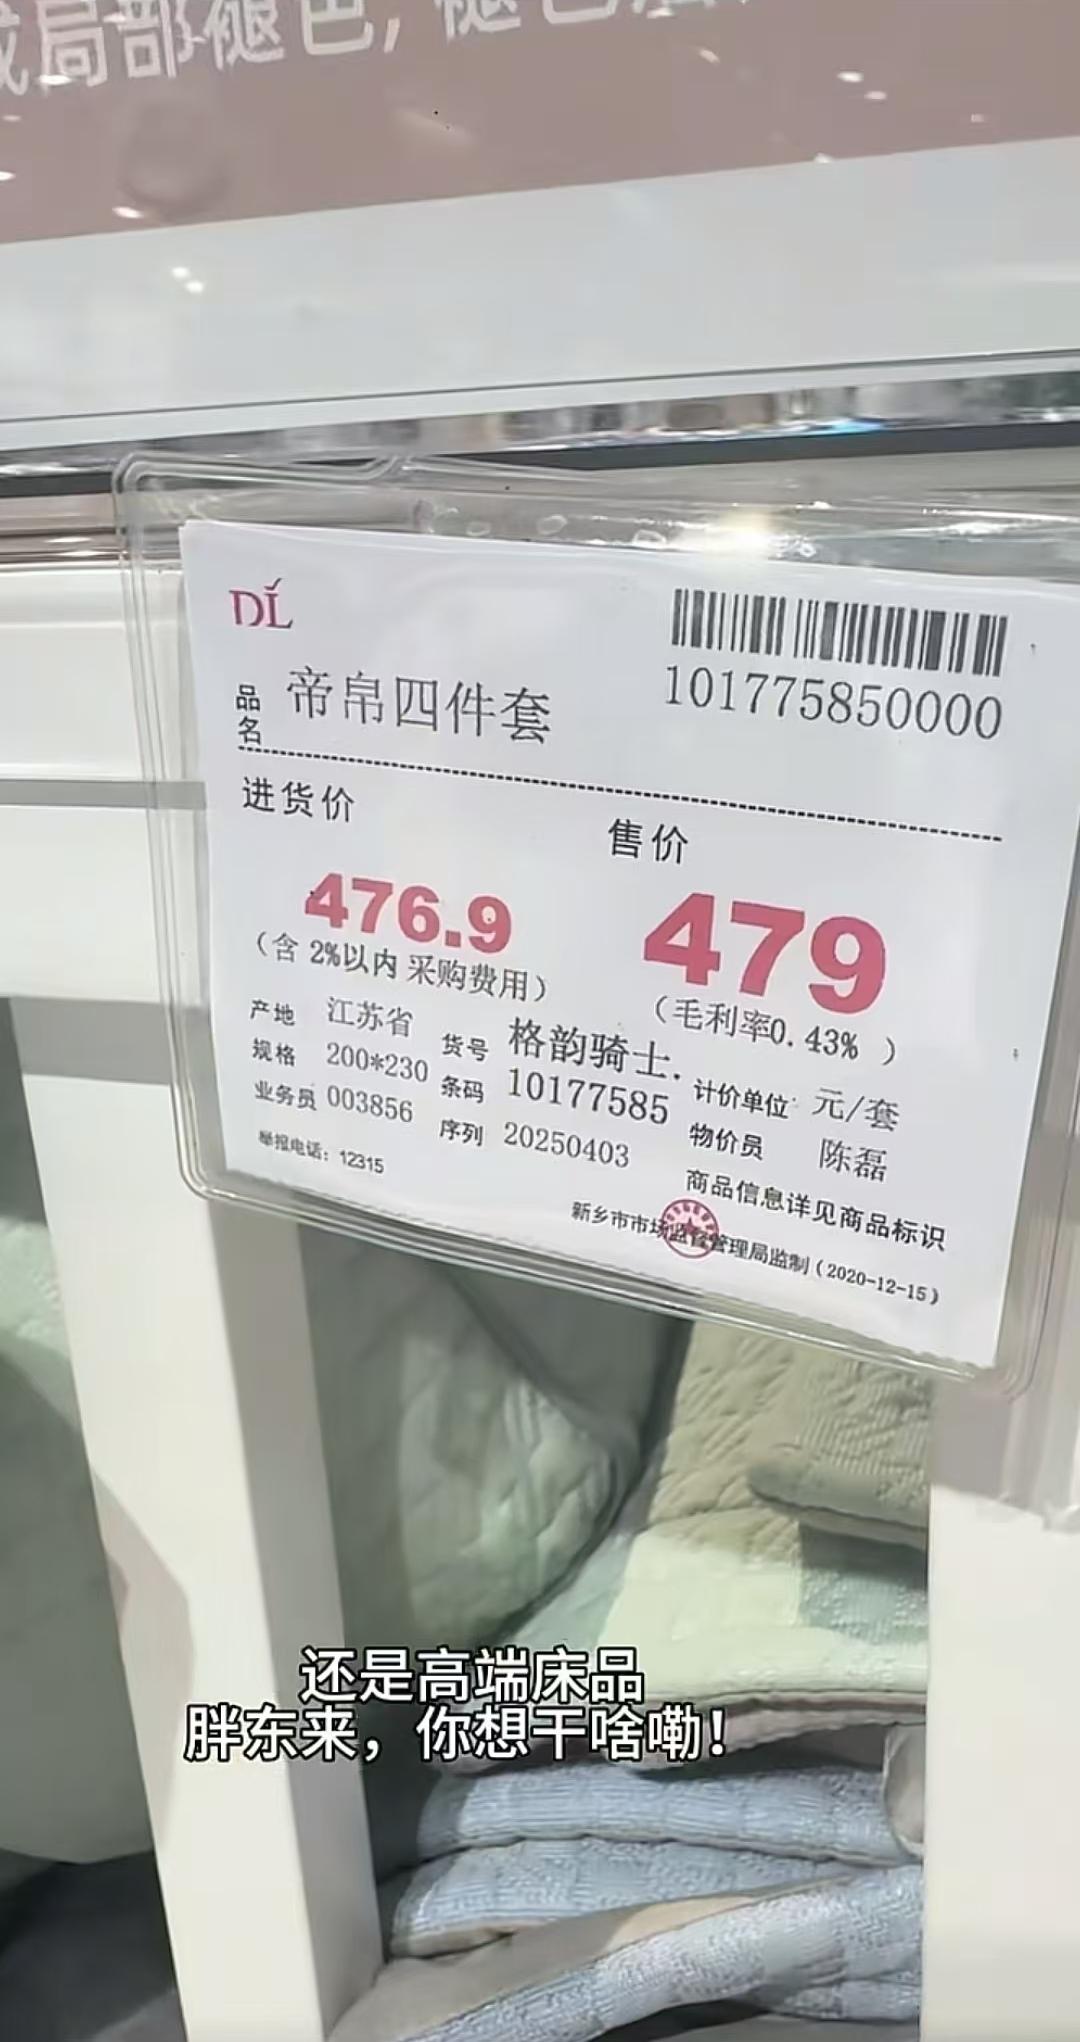 局部褪色,
DL
101775850000
品名 帝帛四件套
进货价
售价
476.9
479
（含 2%以内 采购费用）
（毛利率0.43% ）
产地 江苏省 货号 格韵骑士. 计价单位: 元/套
规格 200*230 条码 10177585 物价员 陈磊
业务员 003856 序列 20250403 商品信息详见商品标识
举报电话：12315
新乡市市场监督管理局监制（2020-12-15）
还是高端床品
胖东来，你想干啥嘞！